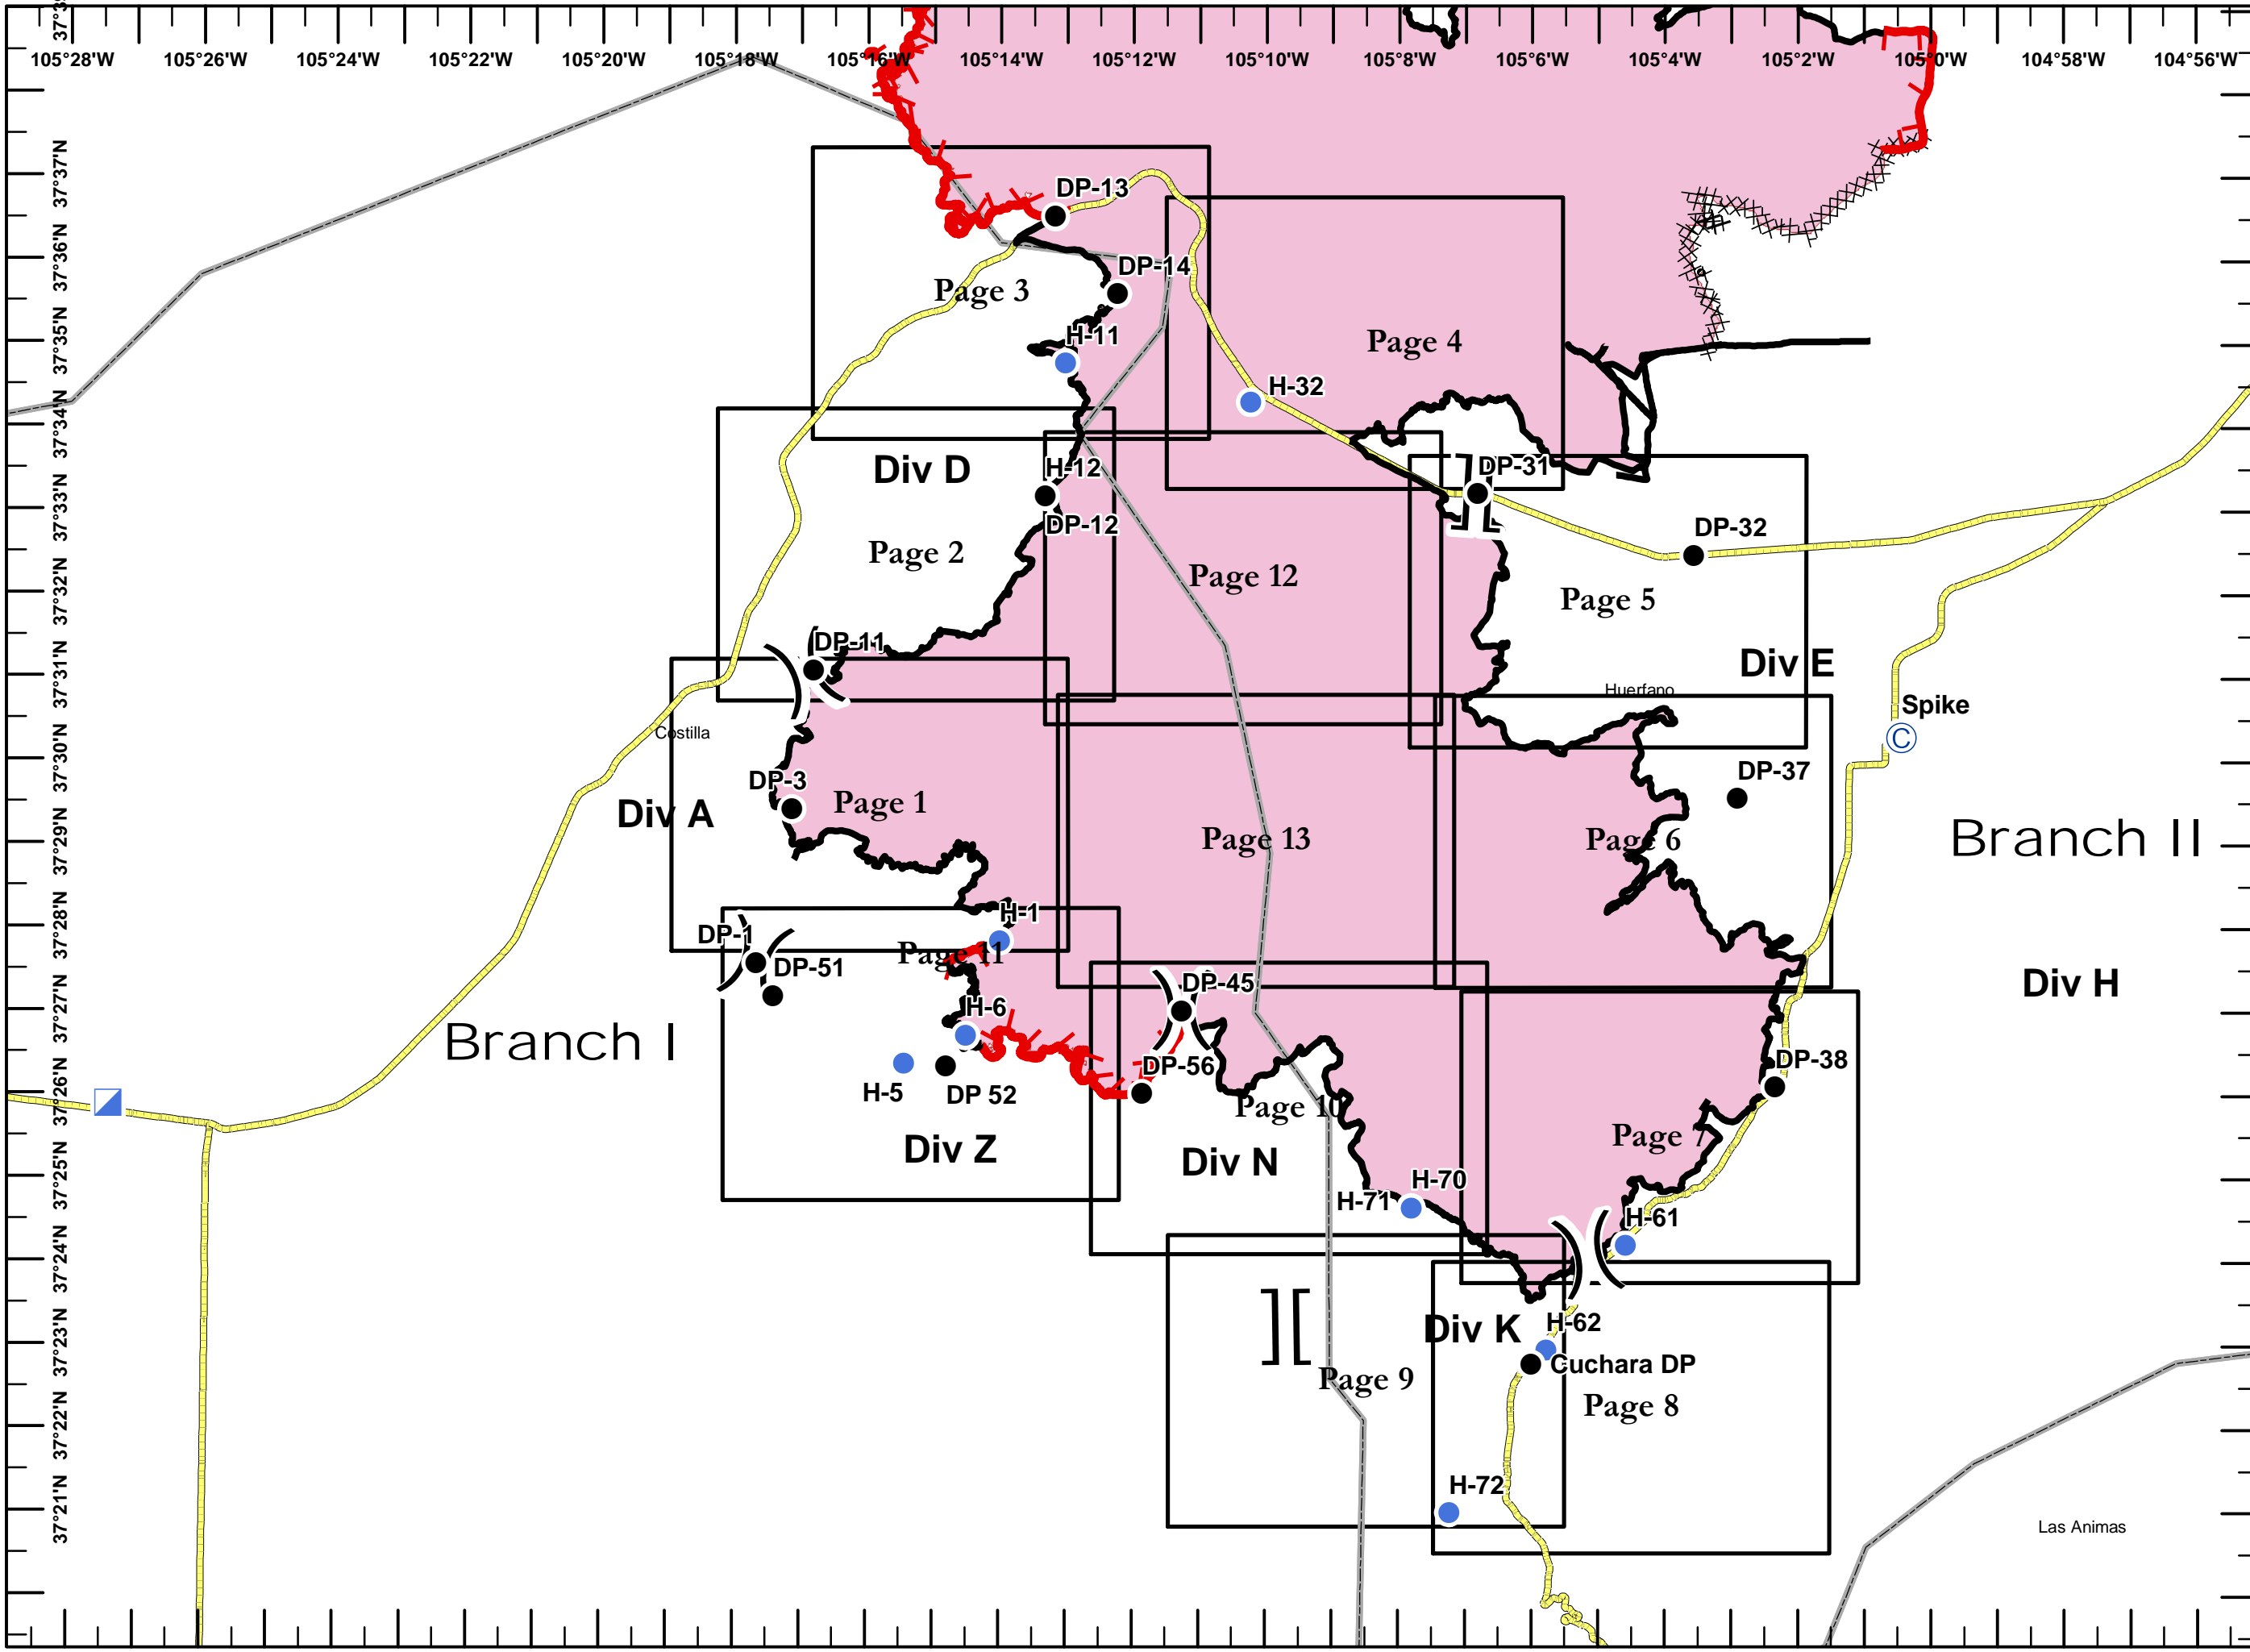 105°28'W 105°26'W 105°24'W 105°22'W 105°20'W 105°18'W 105°16'W 105°14'W 105°12'W 105°10'W 105°8'W 105°6'W 105°4'W 105°2'W 105°0'W 104°58'W 104°56'W
37°37'N
DP-13
37°36'N
DP-14
Page 3
37°35'N
H-11
Page 4
H-32
37°34'N
Div D
H-12
DP-31
37°33'N
DP-12
DP-32
Page 2
37°32'N
Page 12
Page 5
DP-11
37°31'N
Div E
Huerfano
Spike
C
Costilla
37°30'N
DP-37
DP-3
Page 1
Div A
37°29'N
Page 13
Page 6
Branch II
37°28'N
H-1
DP-1
Page 11
DP-51
DP-45
Div H
37°27'N
H-6
Branch I
DP-56
DP-38
H-5
DP 52
37°26'N
Page 10
Page 7
Div Z
Div N
37°25'N
H-70
H-71
H-61
37°24'N
Div K
H-62
37°23'N
Cuchara DP
Page 9
Page 8
37°22'N
H-72
37°21'N
Las Animas